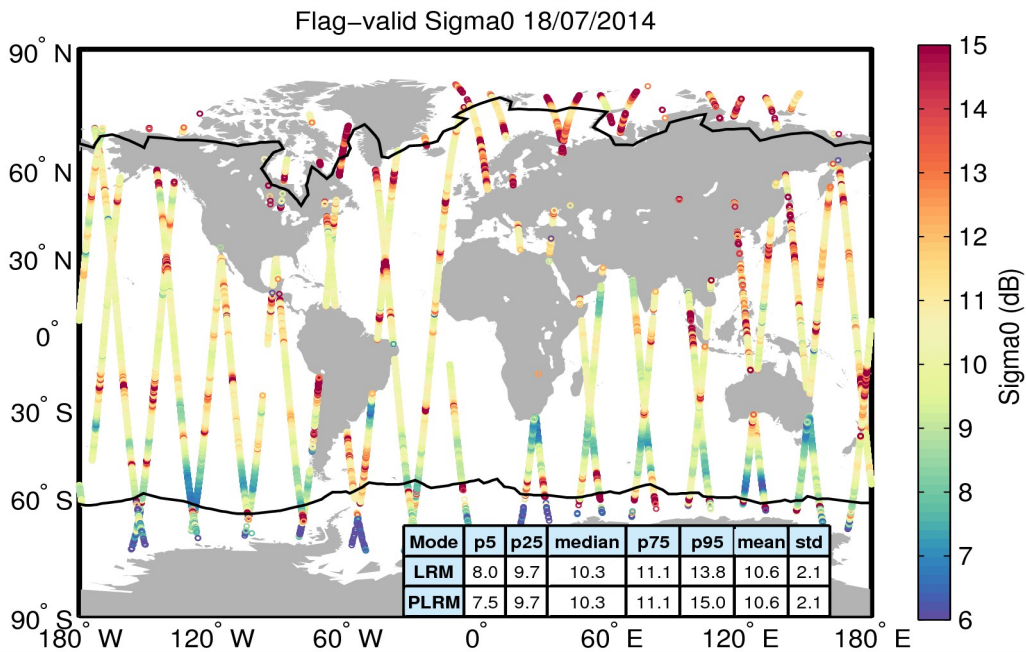 Flag−valid Sigma0 18/07/2014
90° N
60° N
30° N
0°
30° S
60° S
90° S
180° W 120° W 60° W 0° 60° E 120° E 180° E
Mode p5 p25 median p75 p95 mean std
LRM 8.0 9.7 10.3 11.1 13.8 10.6 2.1
PLRM 7.5 9.7 10.3 11.1 15.0 10.6 2.1
15
14
13
12
11
10
9
8
7
6
Sigma0 (dB)